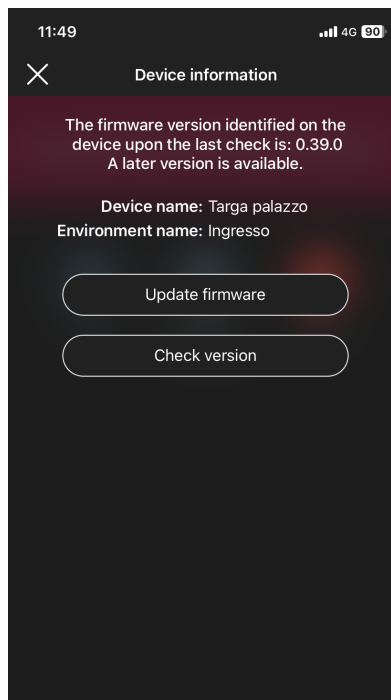 11:49
4G 90
Device information
The firmware version identified on the
device upon the last check is: 0.39.0
A later version is available.
Device name: Targa palazzo
Environment name: Ingresso
Update firmware
Check version